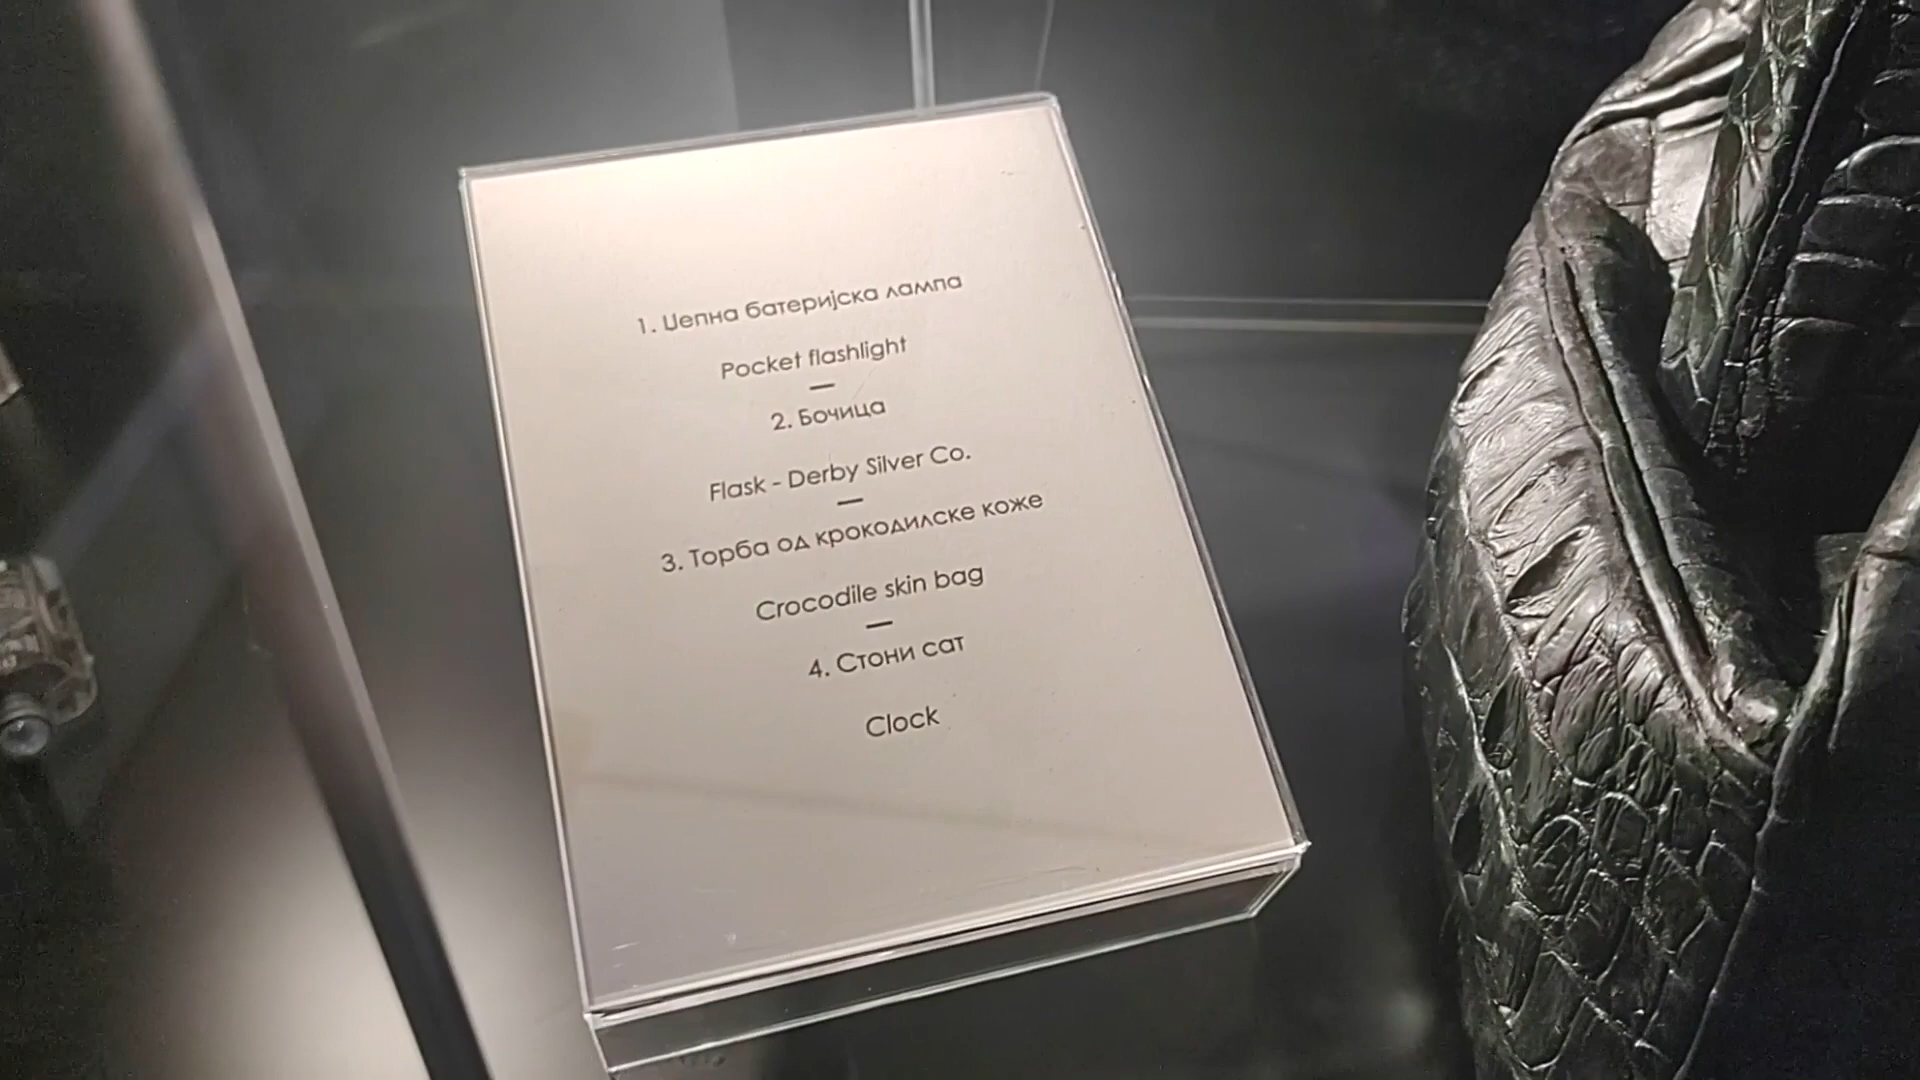 1. Џепна батеријска лампа
Pocket flashlight
—
2. Бочица
Flask - Derby Silver Co.
—
3. Торба од крокодилске коже
Crocodile skin bag
—
4. Стони сат
Clock